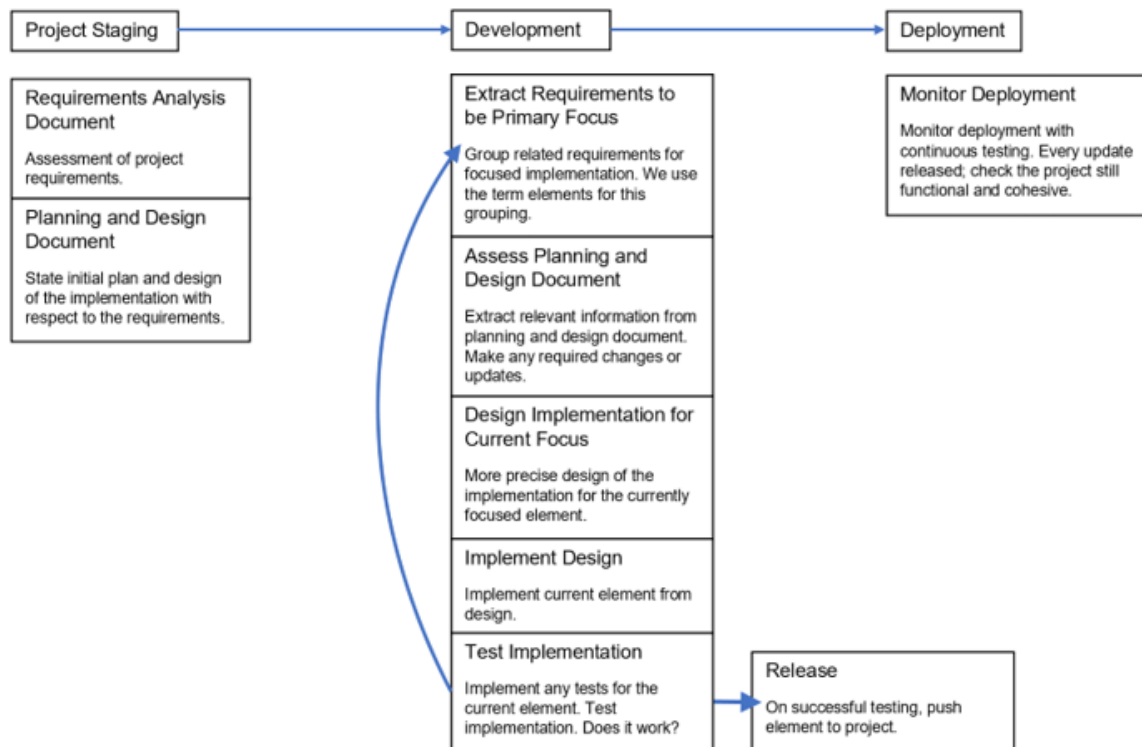 Project Staging
Development
Deployment
Requirements Analysis
Document
Assessment of project
requirements.
Planning and Design
Document
State initial plan and design
of the implementation with
respect to the requirements.
Extract Requirements to
be Primary Focus
Group related requirements for
focused implementation. We use
the term elements for this
grouping.
Assess Planning and
Design Document
Extract relevant information from
planning and design document.
Make any required changes or
updates.
Design Implementation for
Current Focus
More precise design of the
implementation for the currently
focused element.
Implement Design
Implement current element from
design.
Test Implementation
Implement any tests for the
current element. Test
implementation. Does it work?
Monitor Deployment
Monitor deployment with
continuous testing. Every update
released; check the project still
functional and cohesive.
Release
On successful testing, push
element to project.